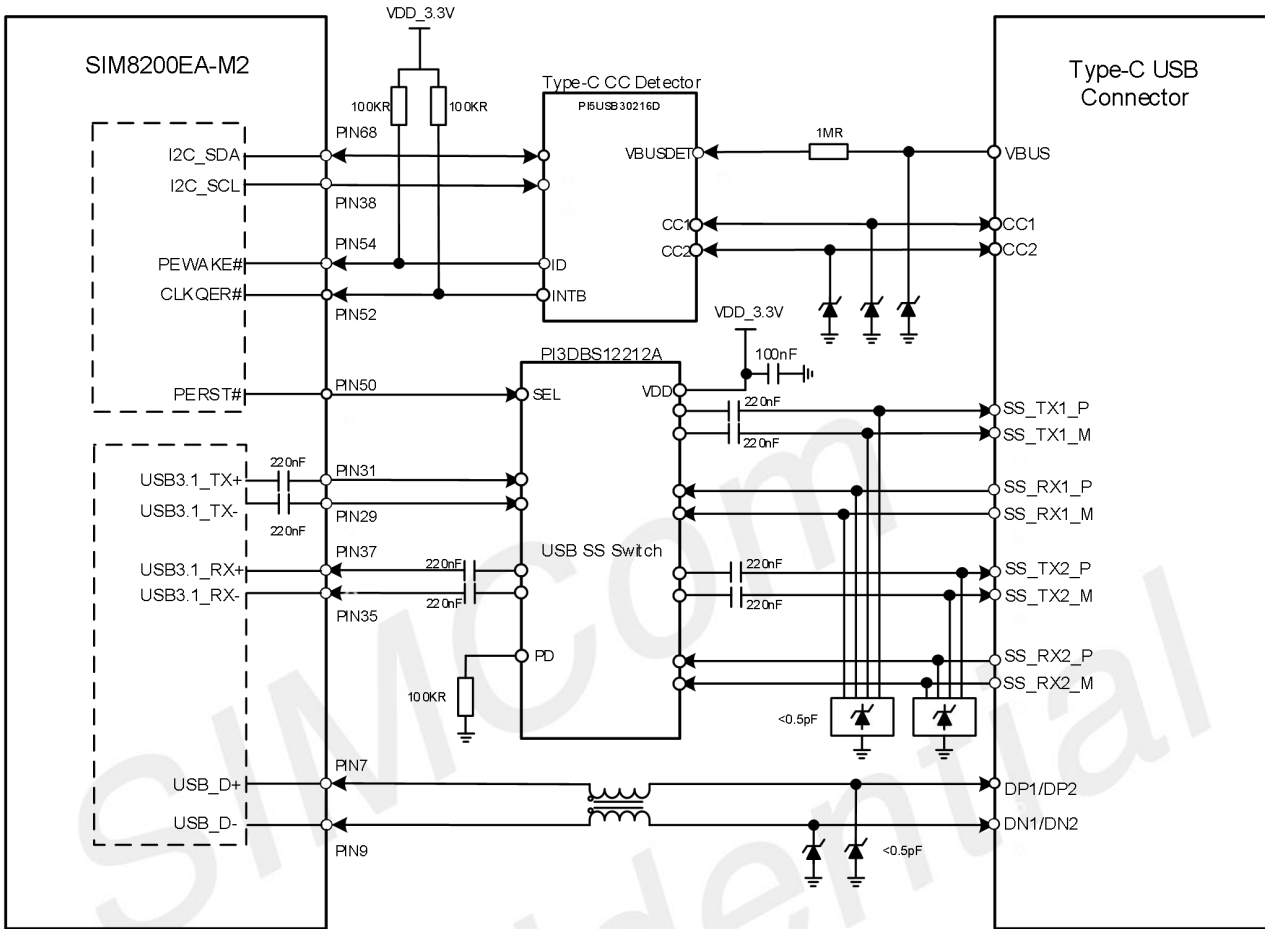 VDD_3.3V
SIM8200EA-M2
Type-C CC Detector
PI5USB30216D
Type-C USB
Connector
100KR
100KR
PIN68
I2C_SDA
I2C_SCL
PIN38
PIN54
PEWAKE#
CLKQER#
PIN52
ID
INTB
VBUSDET
1MR
VBUS
CC1
CC2
CC1
CC2
VDD_3.3V
PI3DBS12212A
100nF
PERST#
PIN50
SEL
VDD
220nF
220nF
SS_TX1_P
SS_TX1_M
220nF
USB3.1_TX+
USB3.1_TX-
220nF
PIN31
PIN29
SS_RX1_P
SS_RX1_M
USB SS Switch
PIN37
USB3.1_RX+
USB3.1_RX-
PIN35
220nF
220nF
220nF
220nF
SS_TX2_P
SS_TX2_M
PD
100KR
SS_RX2_P
SS_RX2_M
<0.5pF
PIN7
USB_D+
USB_D-
PIN9
DP1/DP2
DN1/DN2
<0.5pF
SIMCom